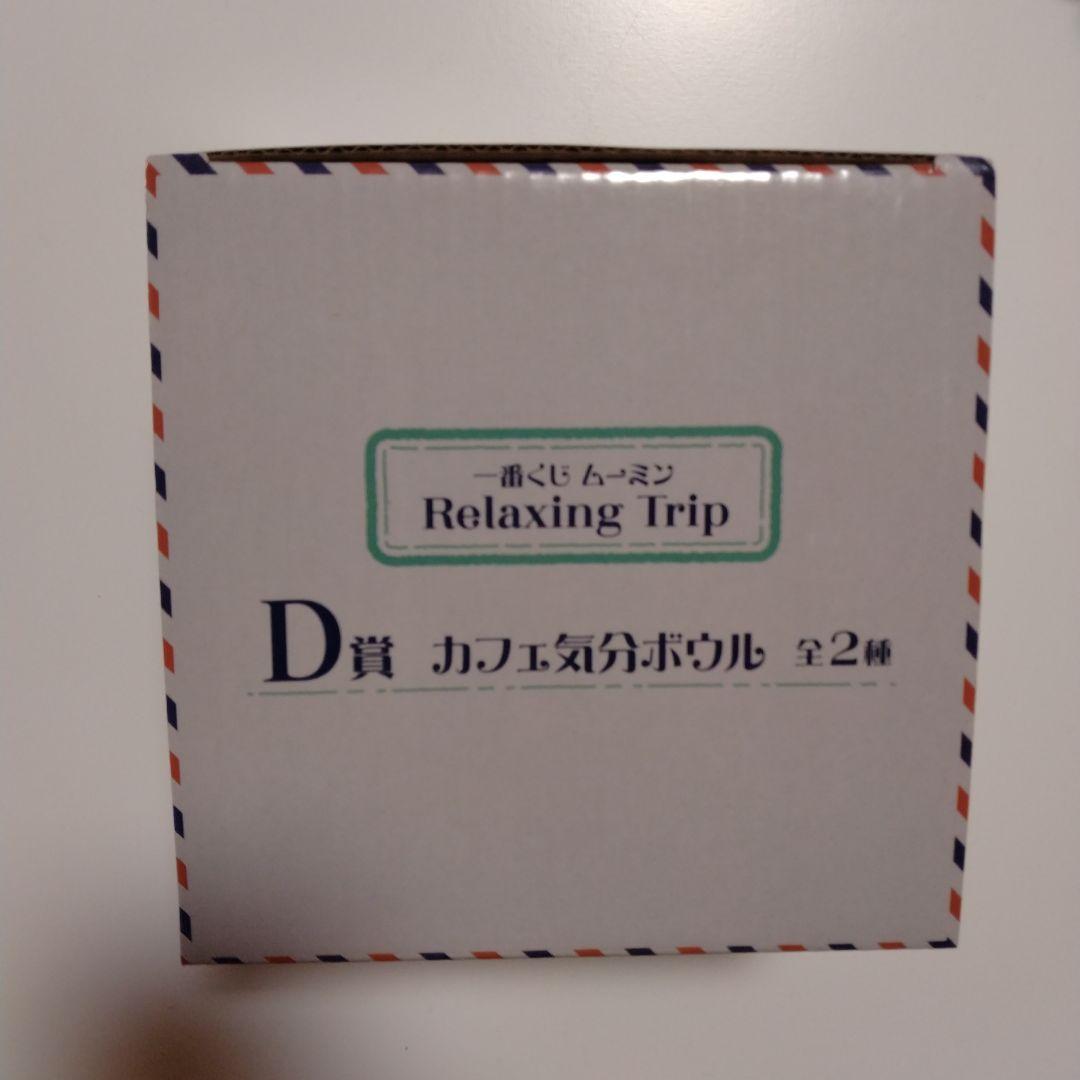 一番くじ ムーミン
Relaxing Trip
D賞 カフェ気分ボウル 全2種